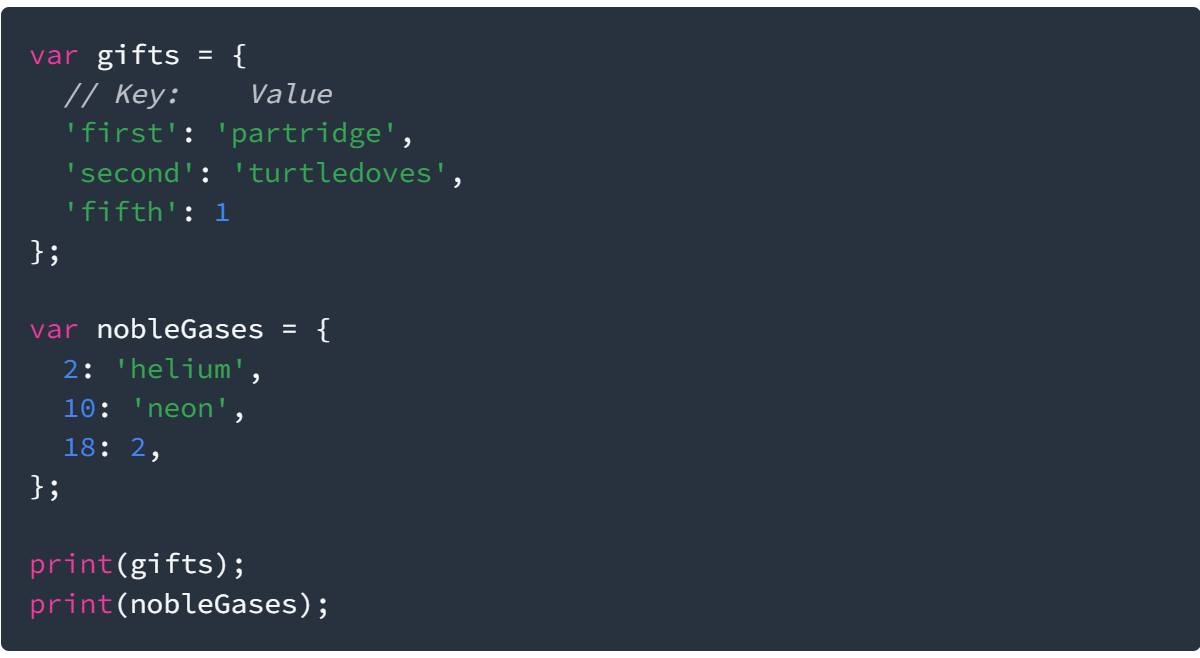 var gifts = {
  // Key:    Value
  'first': 'partridge',
  'second': 'turtledoves',
  'fifth': 1
};

var nobleGases = {
  2: 'helium',
  10: 'neon',
  18: 2,
};

print(gifts);
print(nobleGases);